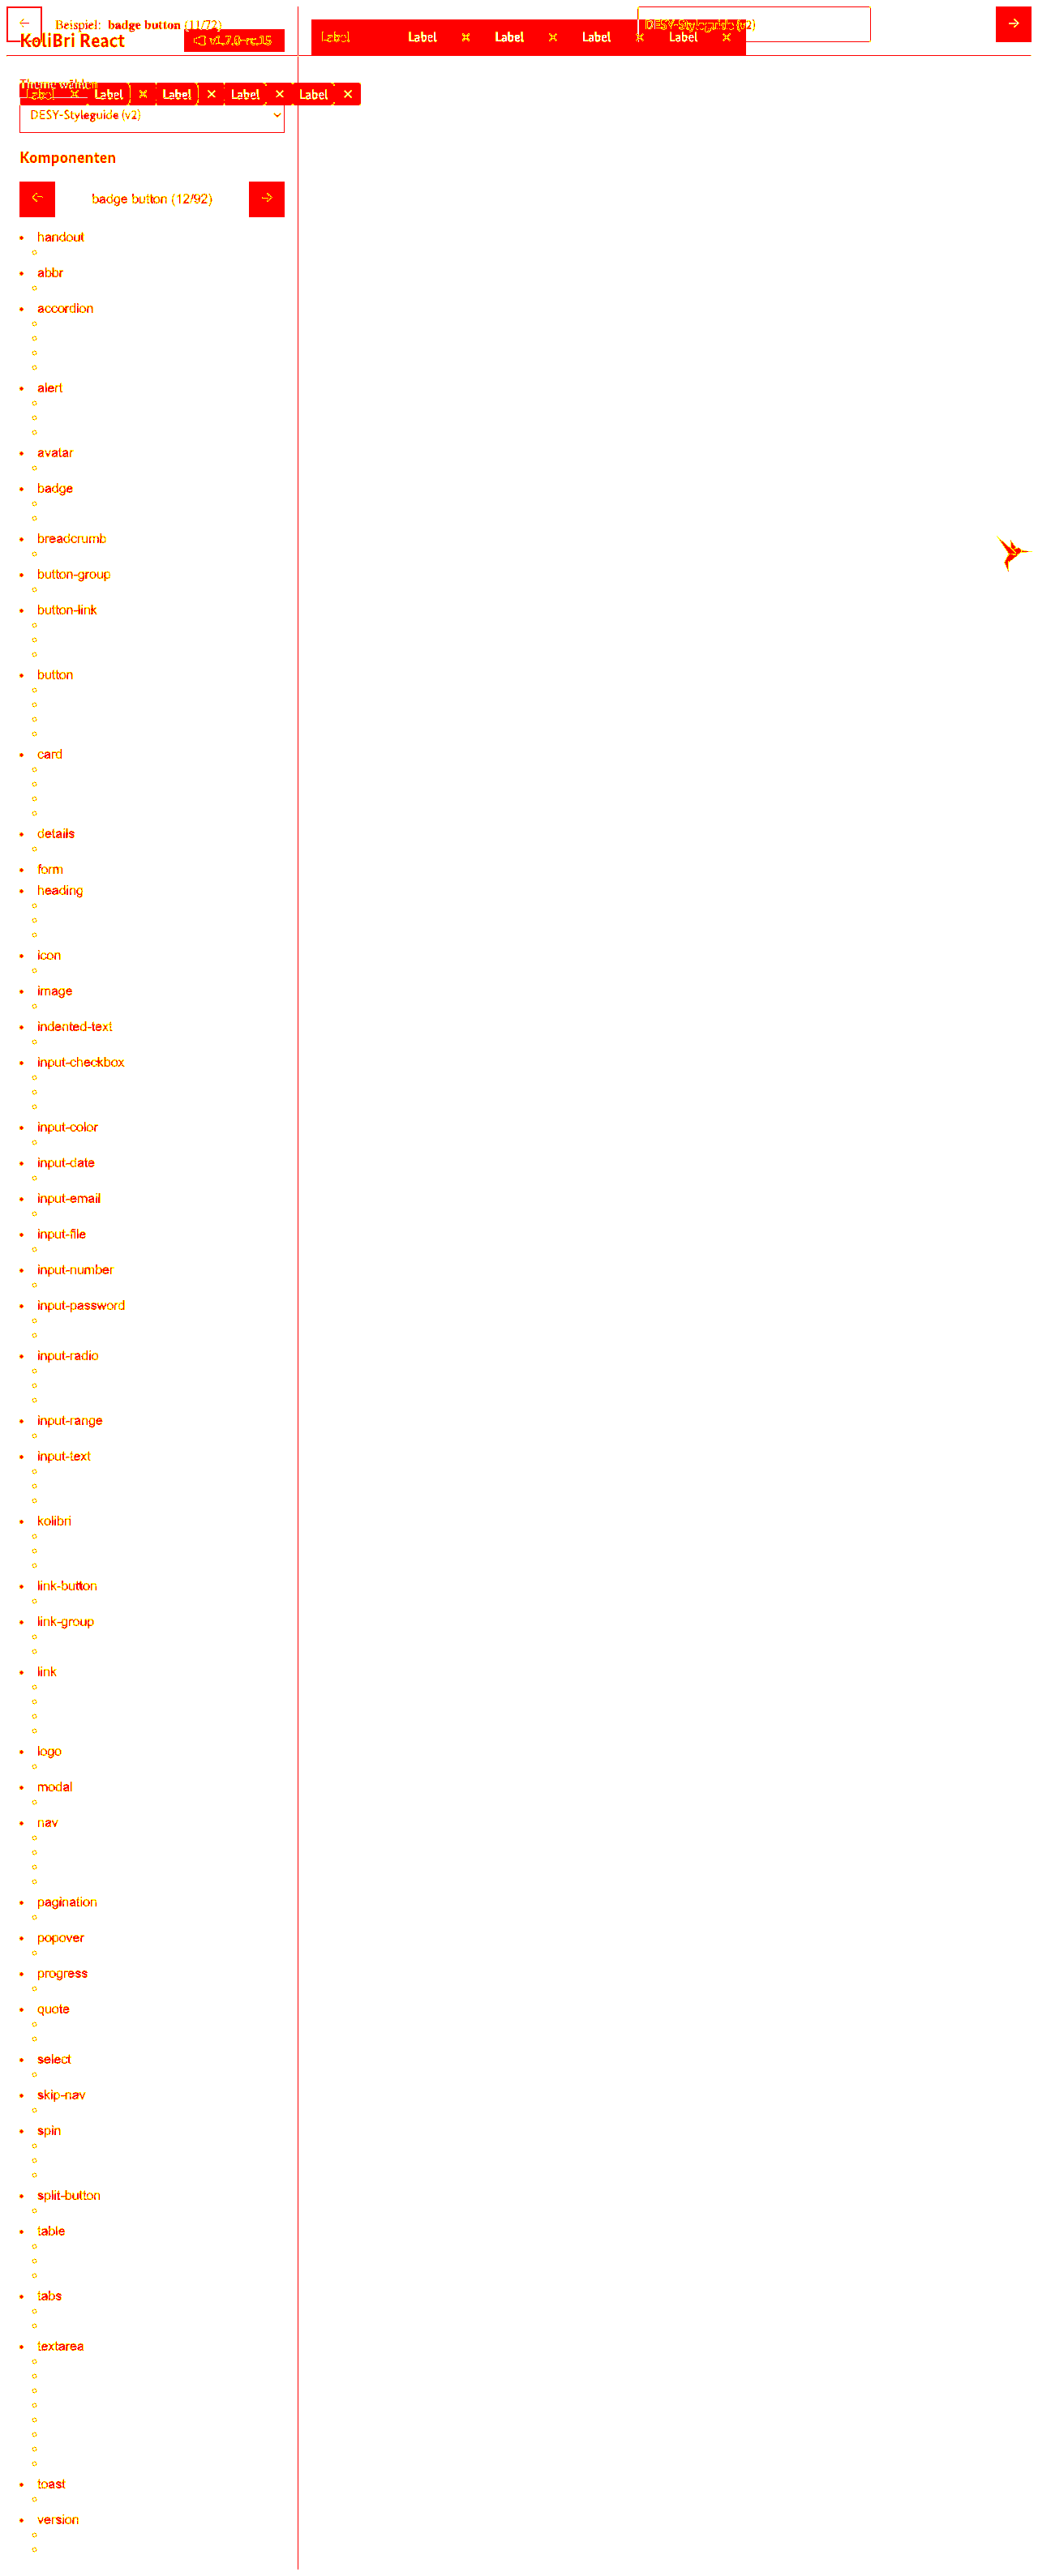 Beispiel: badge button (11/72)
DESY-Styleguide (v2)
KoliBri React
v1.7.0-rc.15
Label Label Label Label Label
Theme wählen
Label Label Label Label Label
DESY-Styleguide (v2)
Komponenten
badge button (12/92)
handout
abbr
accordion
alert
avatar
badge
breadcrumb
button-group
button-link
button
card
details
form
heading
icon
image
indented-text
input-checkbox
input-color
input-date
input-email
input-file
input-number
input-password
input-radio
input-range
input-text
kolibri
link-button
link-group
link
logo
modal
nav
pagination
popover
progress
quote
select
skip-nav
spin
split-button
table
tabs
textarea
toast
version